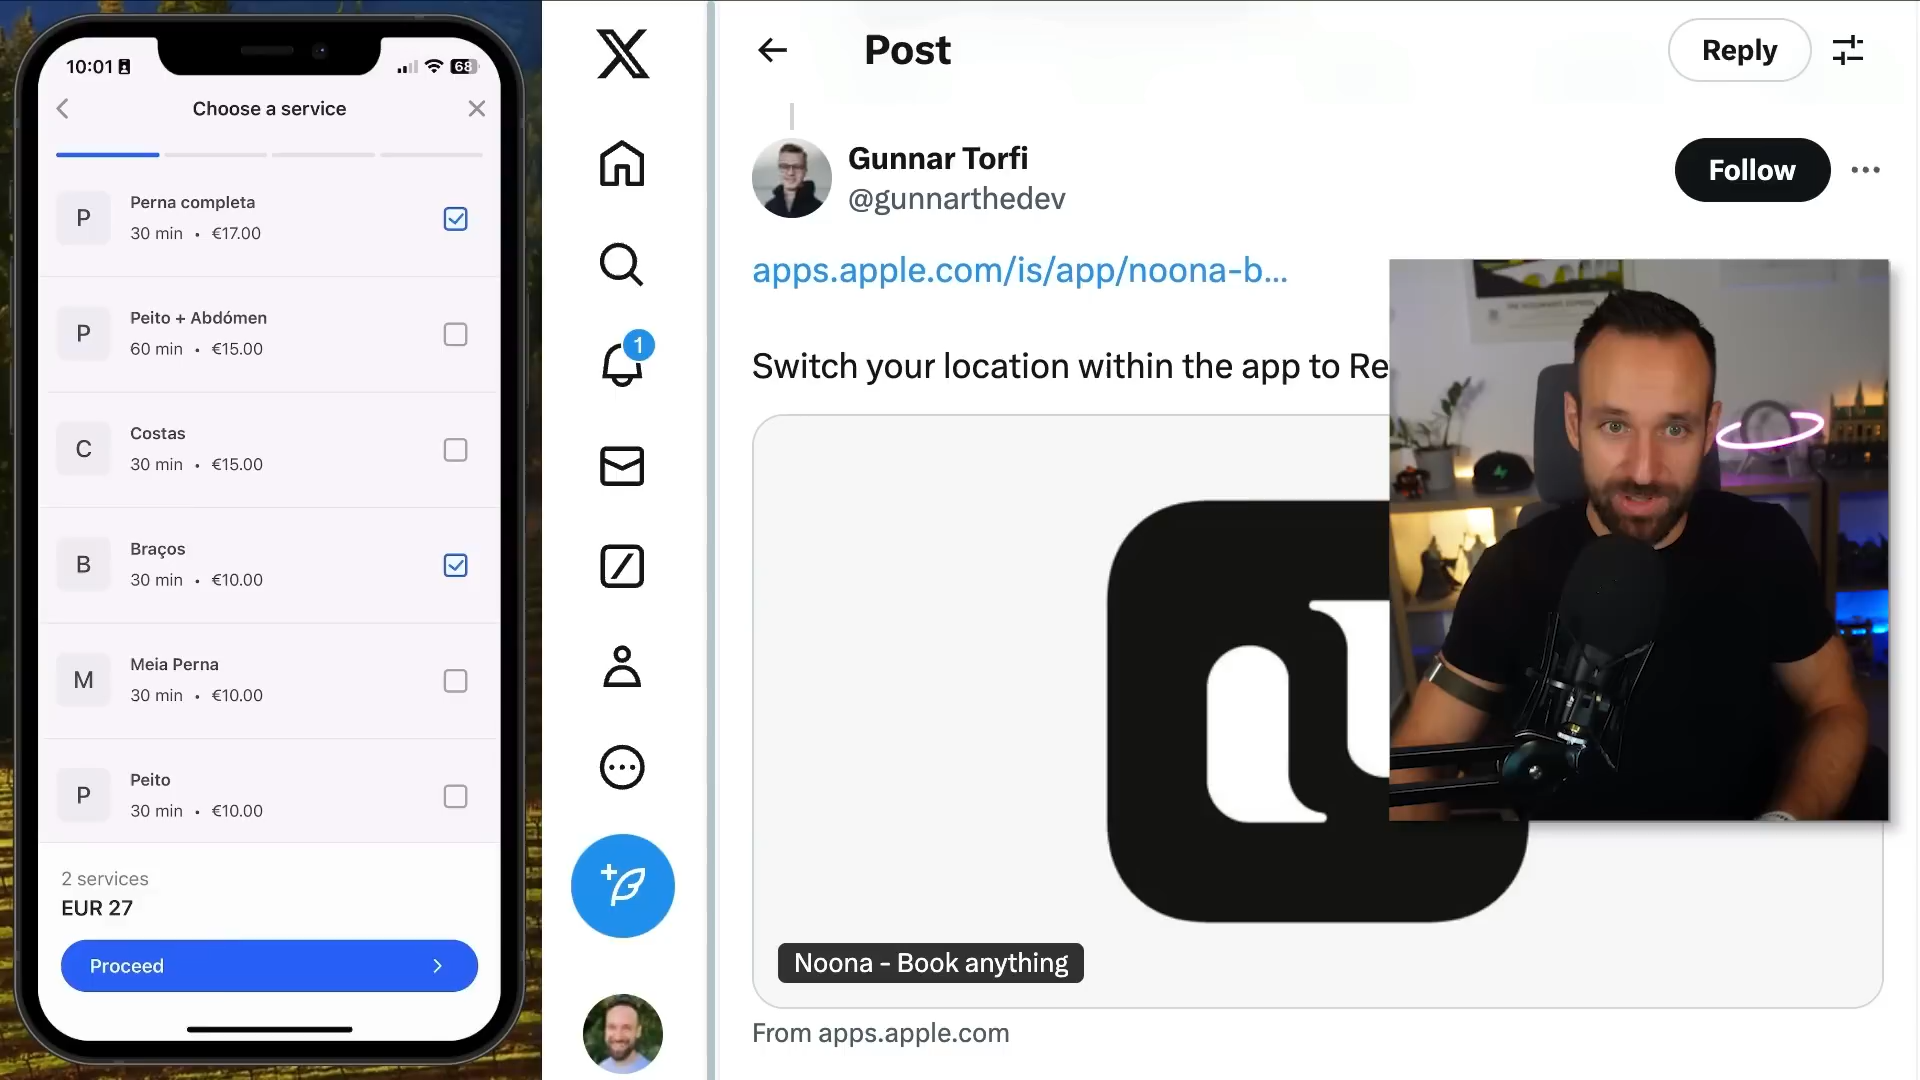 10:01
68
Choose a service
P
Perna completa
30 min • €17.00
P
Peito + Abdómen
60 min • €15.00
C
Costas
30 min • €15.00
B
Braços
30 min • €10.00
M
Meia Perna
30 min • €10.00
P
Peito
30 min • €10.00
2 services
EUR 27
Proceed
1
Post
Reply
Gunnar Torfi
@gunnarthedev
Follow
apps.apple.com/is/app/noona-b...
Switch your location within the app to
Noona - Book anything
From apps.apple.com